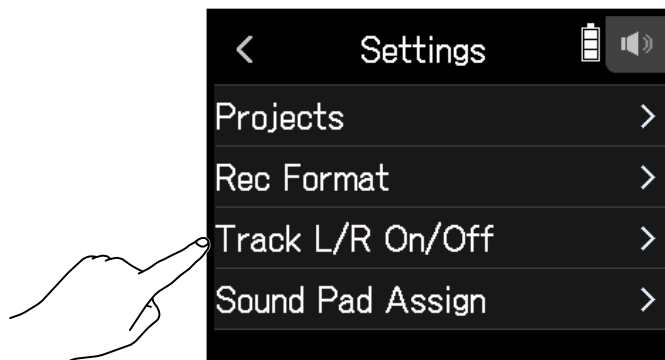 Settings
Projects
Rec Format
Track L/R On/Off
Sound Pad Assign